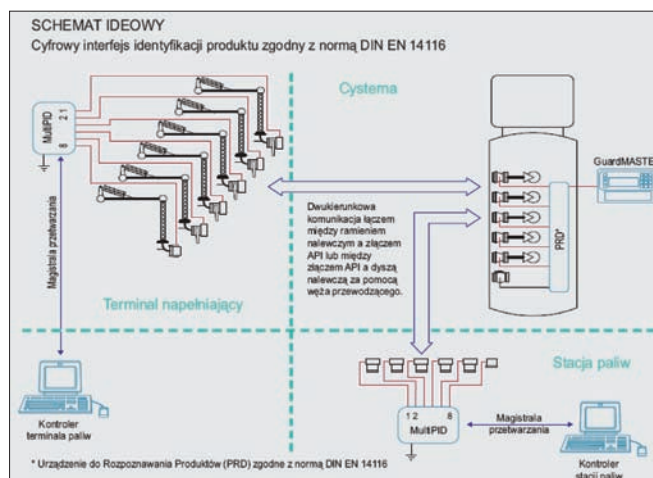 SCHEMAT IDEOWY
Cyfrowy interfejs identyfikacji produktu zgodny z normą DIN EN 14116
Cysterna
MultiPID
2 1
8
Magistrala przetwarzania
GuardMASTER
PRD*
Dwukierunkowa
komunikacja łączem
między ramieniem
nalewczym a złączem
API lub między
złączem API a dyszą
nalewczą za pomocą
węża przewodzącego.
Terminal napełniający
Stacja paliw
Kontroler
terminala paliw
1 2 8
MultiPID
Magistrala
przetwarzania
Kontroler
stacji paliw
* Urządzenie do Rozpoznawania Produktów (PRD) zgodne z normą DIN EN 14116